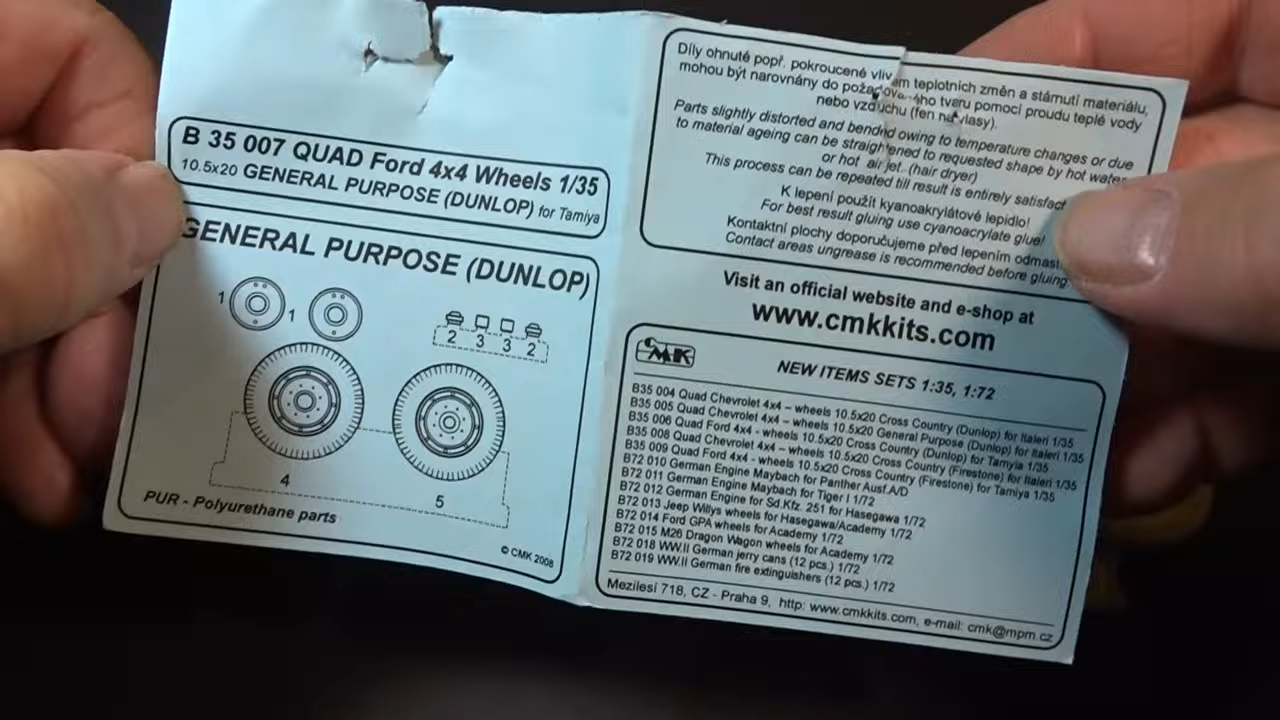 B 35 007 QUAD Ford 4x4 Wheels 1/35
10.5x20 GENERAL PURPOSE (DUNLOP) for Tamiya
GENERAL PURPOSE (DUNLOP)
1
1
2 3 3 2
4
5
PUR - Polyurethane parts
© CMK 2008
Díly ohnuté popř. pokroucené vlivem teplotních změn a stárnutí materiálu,
mohou být narovnány do požadovaného tvaru pomocí proudu teplé vody
nebo vzduchu (fen na vlasy).
Parts slightly distorted and bended owing to temperature changes or due
to material ageing can be straightened to requested shape by hot water
or hot air jet. (hair dryer)
This process can be repeated till result is entirely
K lepení použít kyanoakrylátové lepidlo!
For best result gluing use cyanoacrylate glue!
Kontaktní plochy doporučujeme před lepením
Contact areas ungrease is recommended before gluing
Visit an official website and e-shop at
www.cmkkits.com
CMK
NEW ITEMS SETS 1:35, 1:72
B35 004 Quad Chevrolet 4x4 – wheels 10.5x20 Cross Country (Dunlop) for Italeri 1/35
B35 005 Quad Chevrolet 4x4 – wheels 10.5x20 General Purpose (Dunlop) for Italeri 1/35
B35 006 Quad Ford 4x4 - wheels 10.5x20 Cross Country (Dunlop) for Tamyia 1/35
B35 008 Quad Chevrolet 4x4 – wheels 10.5x20 Cross Country (Firestone) for Italeri 1/35
B35 009 Quad Ford 4x4 - wheels 10.5x20 Cross Country (Firestone) for Tamiya 1/35
B72 010 German Engine Maybach for Panther Ausf.A/D
B72 011 German Engine Maybach for Tiger I 1/72
B72 012 German Engine for Sd.Kfz. 251 for Hasegawa 1/72
B72 013 Jeep Willys wheels for Hasegawa/Academy 1/72
B72 014 Ford GPA wheels for Academy 1/72
B72 015 M26 Dragon Wagon wheels for Academy 1/72
B72 018 WW.II German jerry cans (12 pcs.) 1/72
B72 019 WW.II German fire extinguishers (12 pcs.) 1/72
Mezilesí 718, CZ - Praha 9, http: www.cmkkits.com, e-mail: cmk@mpm.cz